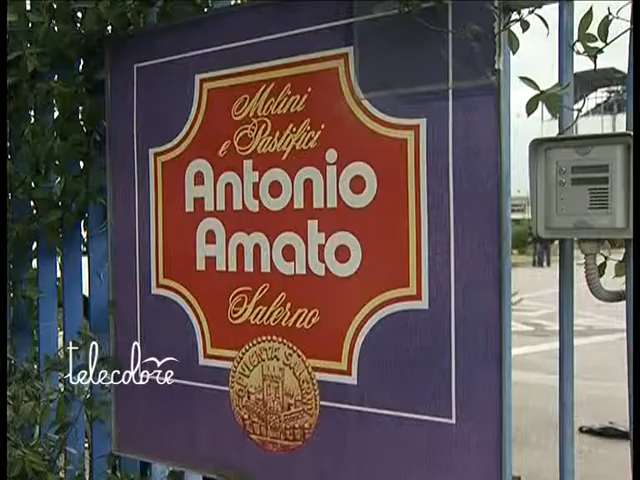 Molini
e Pastifici
Antonio
Amato
Salerno
telecolore